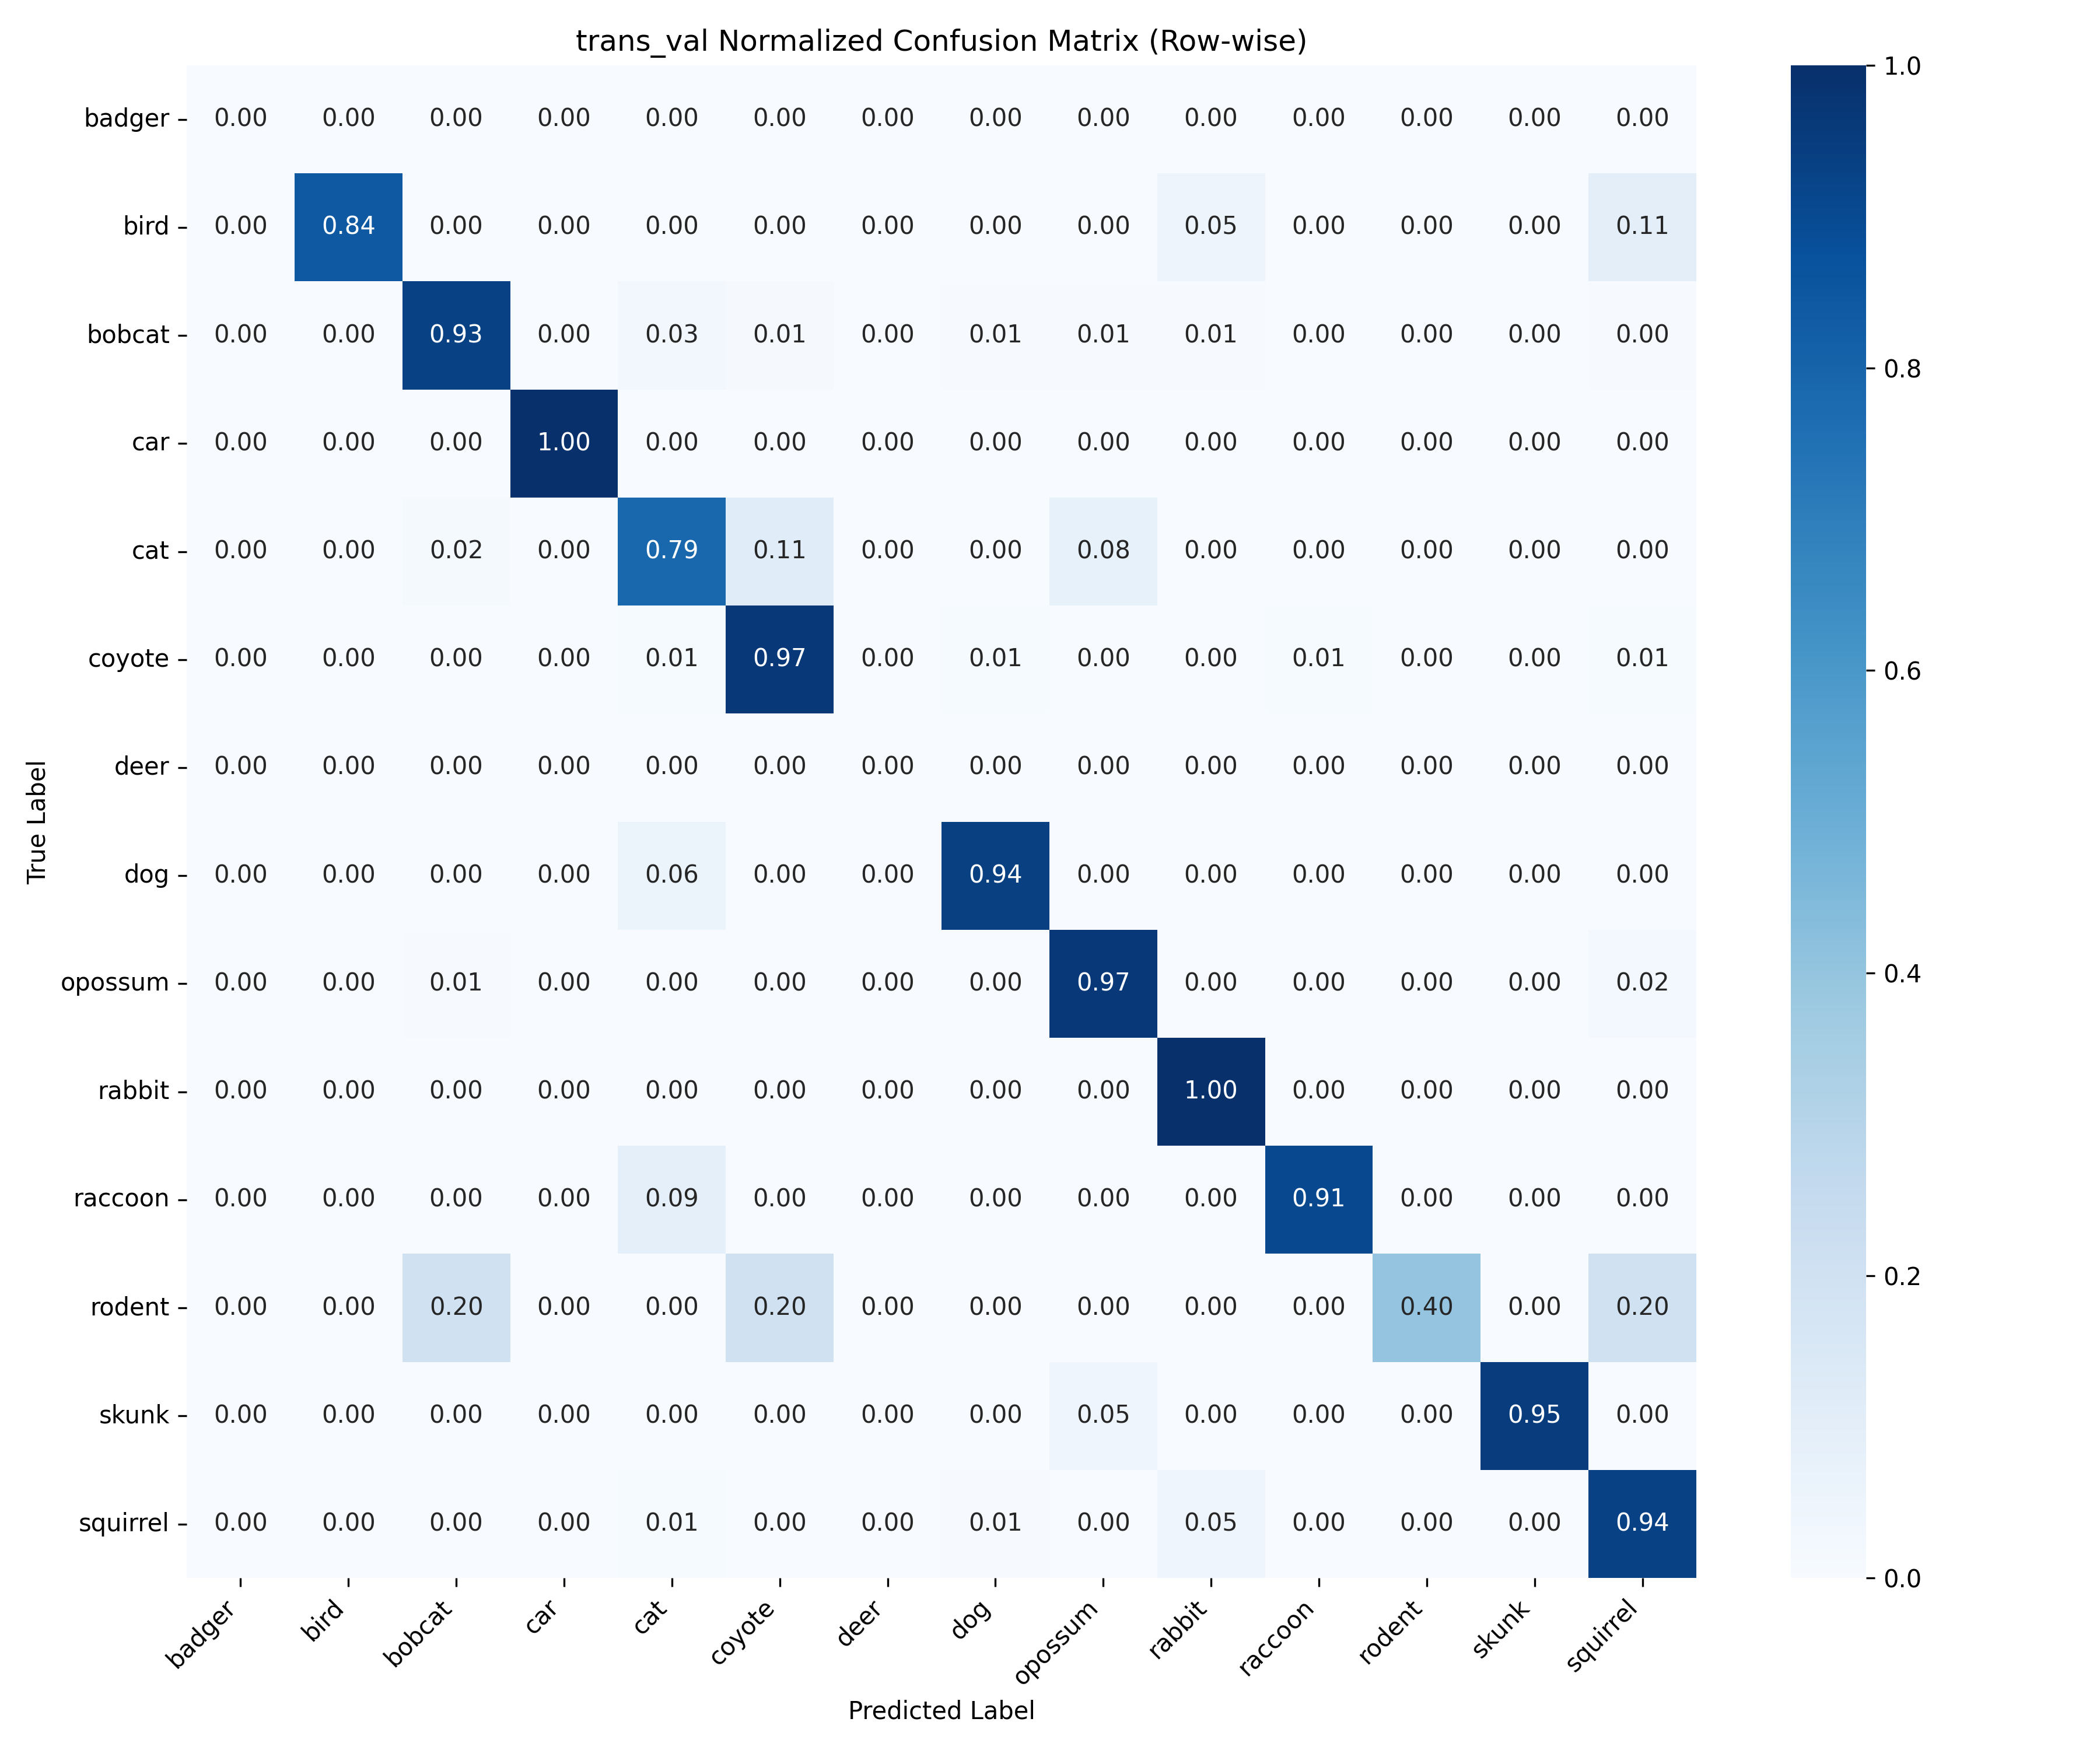 trans_val Normalized Confusion Matrix (Row-wise)
badger 0.00 0.00 0.00 0.00 0.00 0.00 0.00 0.00 0.00 0.00 0.00 0.00 0.00 0.00
bird 0.00 0.84 0.00 0.00 0.00 0.00 0.00 0.00 0.00 0.05 0.00 0.00 0.00 0.11
bobcat 0.00 0.00 0.93 0.00 0.03 0.01 0.00 0.01 0.01 0.01 0.00 0.00 0.00 0.00
car 0.00 0.00 0.00 1.00 0.00 0.00 0.00 0.00 0.00 0.00 0.00 0.00 0.00 0.00
cat 0.00 0.00 0.02 0.00 0.79 0.11 0.00 0.00 0.08 0.00 0.00 0.00 0.00 0.00
coyote 0.00 0.00 0.00 0.00 0.01 0.97 0.00 0.01 0.00 0.00 0.01 0.00 0.00 0.01
deer 0.00 0.00 0.00 0.00 0.00 0.00 0.00 0.00 0.00 0.00 0.00 0.00 0.00 0.00
dog 0.00 0.00 0.00 0.00 0.06 0.00 0.00 0.94 0.00 0.00 0.00 0.00 0.00 0.00
opossum 0.00 0.00 0.01 0.00 0.00 0.00 0.00 0.00 0.97 0.00 0.00 0.00 0.00 0.02
rabbit 0.00 0.00 0.00 0.00 0.00 0.00 0.00 0.00 0.00 1.00 0.00 0.00 0.00 0.00
raccoon 0.00 0.00 0.00 0.00 0.09 0.00 0.00 0.00 0.00 0.00 0.91 0.00 0.00 0.00
rodent 0.00 0.00 0.20 0.00 0.00 0.20 0.00 0.00 0.00 0.00 0.00 0.40 0.00 0.20
skunk 0.00 0.00 0.00 0.00 0.00 0.00 0.00 0.00 0.05 0.00 0.00 0.00 0.95 0.00
squirrel 0.00 0.00 0.00 0.00 0.01 0.00 0.00 0.01 0.00 0.05 0.00 0.00 0.00 0.94
True Label
badger bird bobcat car cat coyote deer dog opossum rabbit raccoon rodent skunk squirrel
Predicted Label
1.0
0.8
0.6
0.4
0.2
0.0